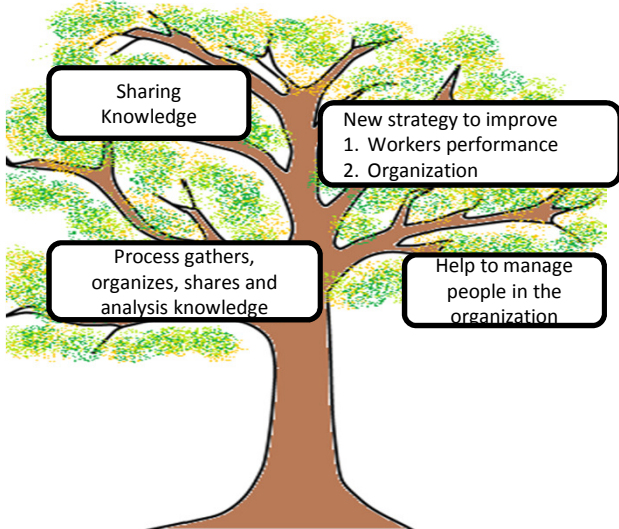 Sharing
Knowledge
New strategy to improve
1. Workers performance
2. Organization
Process gathers,
organizes, shares and
analysis knowledge
Help to manage
people in the
organization